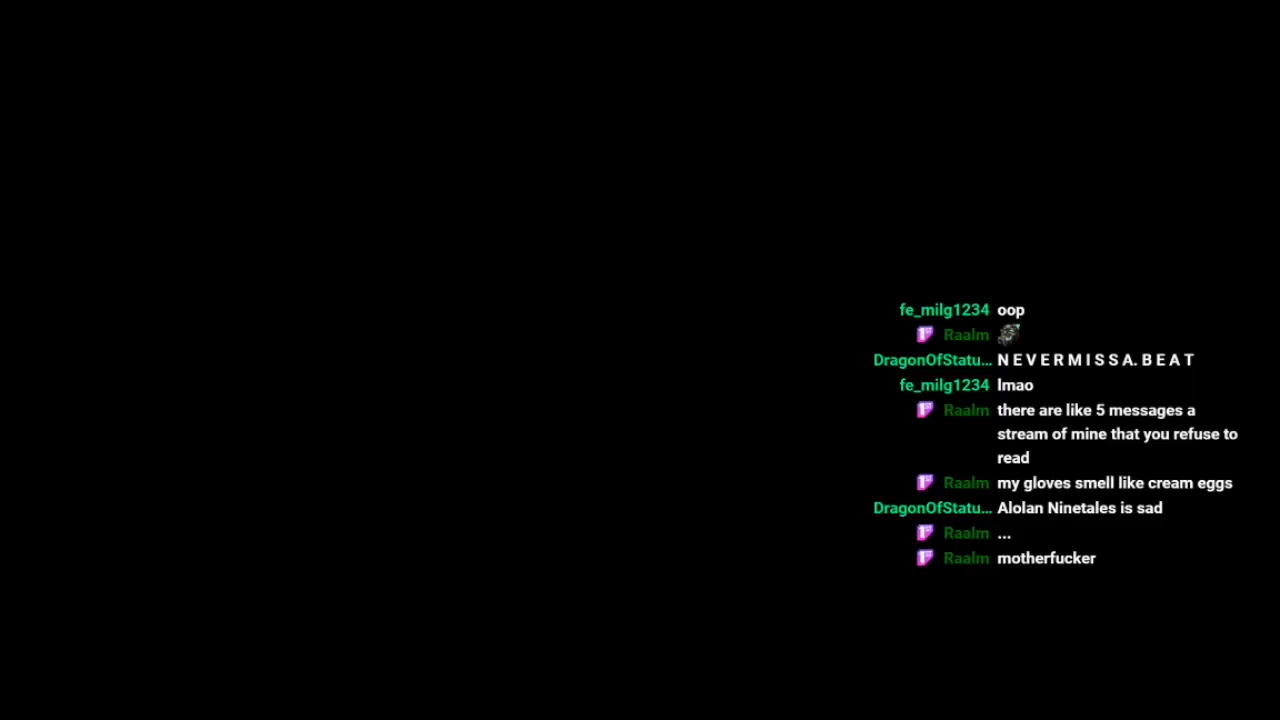 fe_milg1234 oop
Raalm
DragonOfStatu... N E V E R M I S S A. B E A T
fe_milg1234 lmao
Raalm there are like 5 messages a
stream of mine that you refuse to
read
Raalm my gloves smell like cream eggs
DragonOfStatu... Alolan Ninetales is sad
Raalm ...
Raalm motherfucker